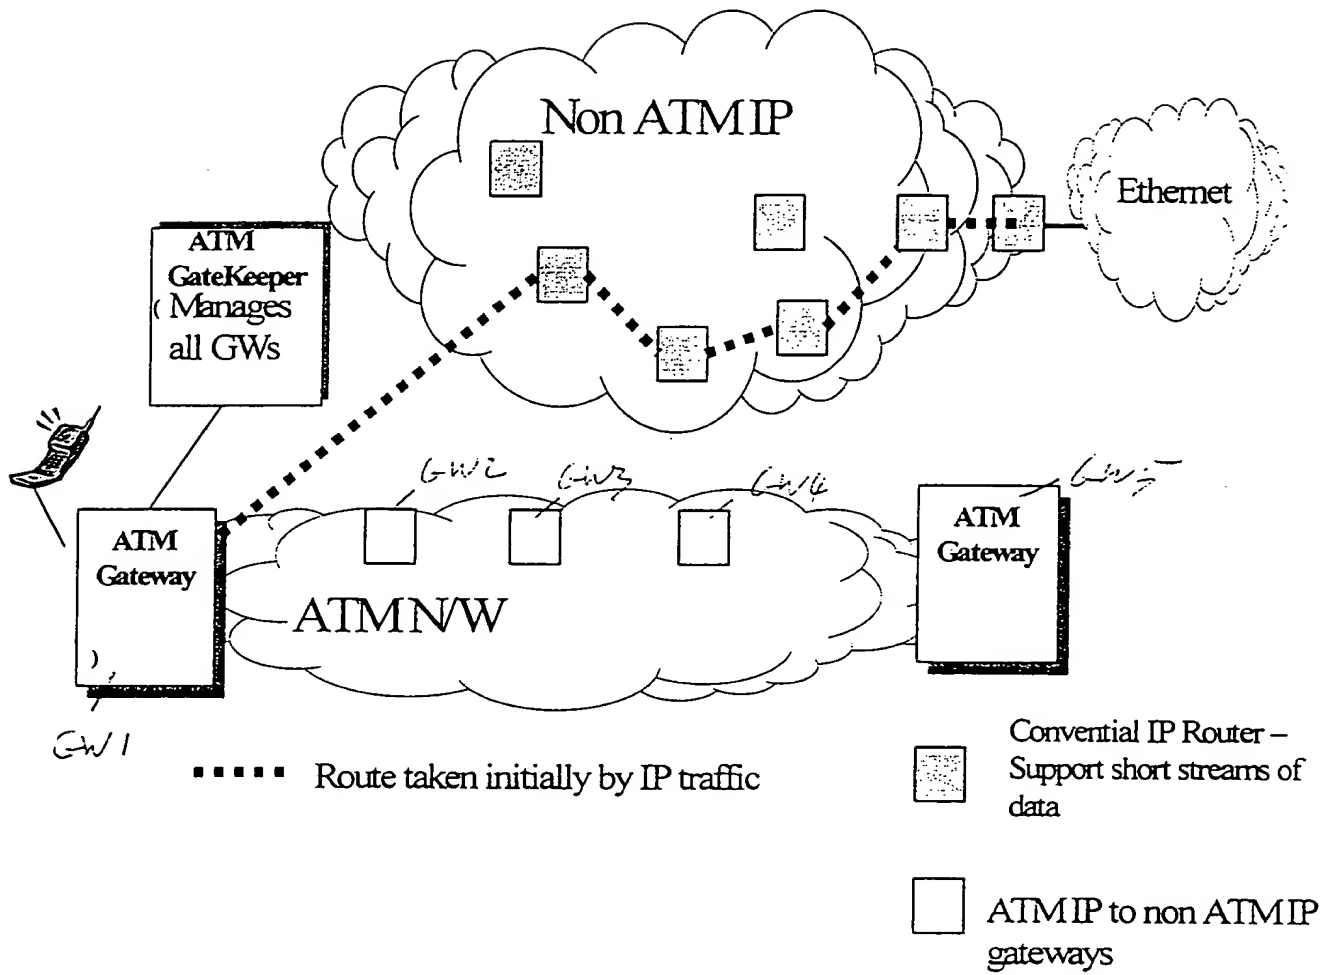 Non ATM IP
Ethernet
ATM
GateKeeper
( Manages
all GWs
GW2
GW3
GW4
GW5
ATM
Gateway
ATM
Gateway
ATM N/W
)
GW1
Route taken initially by IP traffic
Convential IP Router –
Support short streams of
data
ATM IP to non ATM IP
gateways